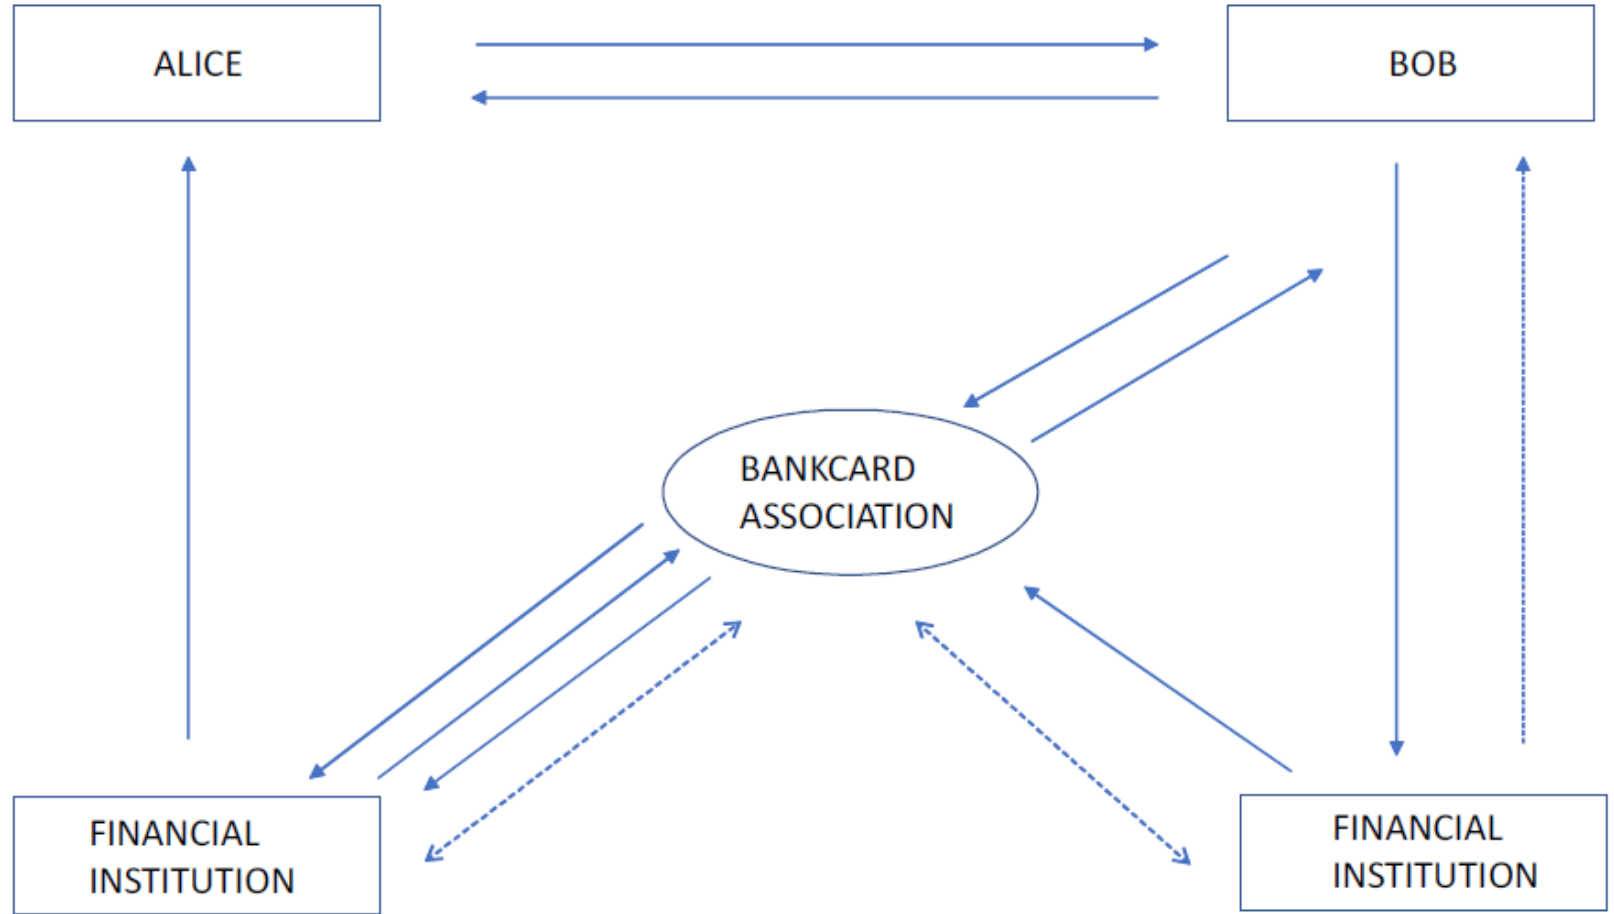 ALICE
BOB
BANKCARD
ASSOCIATION
FINANCIAL
INSTITUTION
FINANCIAL
INSTITUTION